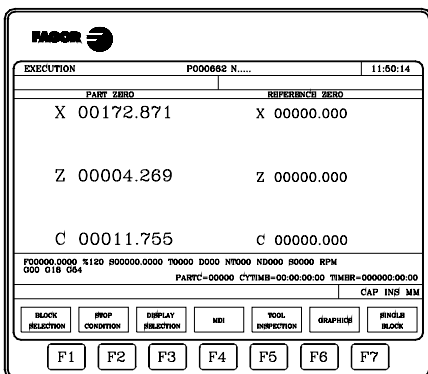 FAGOR
EXECUTION P000662 N..... 11:50:14
PART ZERO REFERENCE ZERO
X 00172.871 X 00000.000
Z 00004.269 Z 00000.000
C 00011.755 C 00000.000
F00000.0000 %120 S00000.0000 T0000 D000 NT000 ND000 S0000 RPM
G00 G18 G54
PARTC=00000 CYTIME=00:00:00:00 TIMER=000000:00:00
CAP INS MM
BLOCK SELECTION STOP CONDITION DISPLAY SELECTION MDI TOOL INSPECTION GRAPHICS SINGLE BLOCK
F1 F2 F3 F4 F5 F6 F7